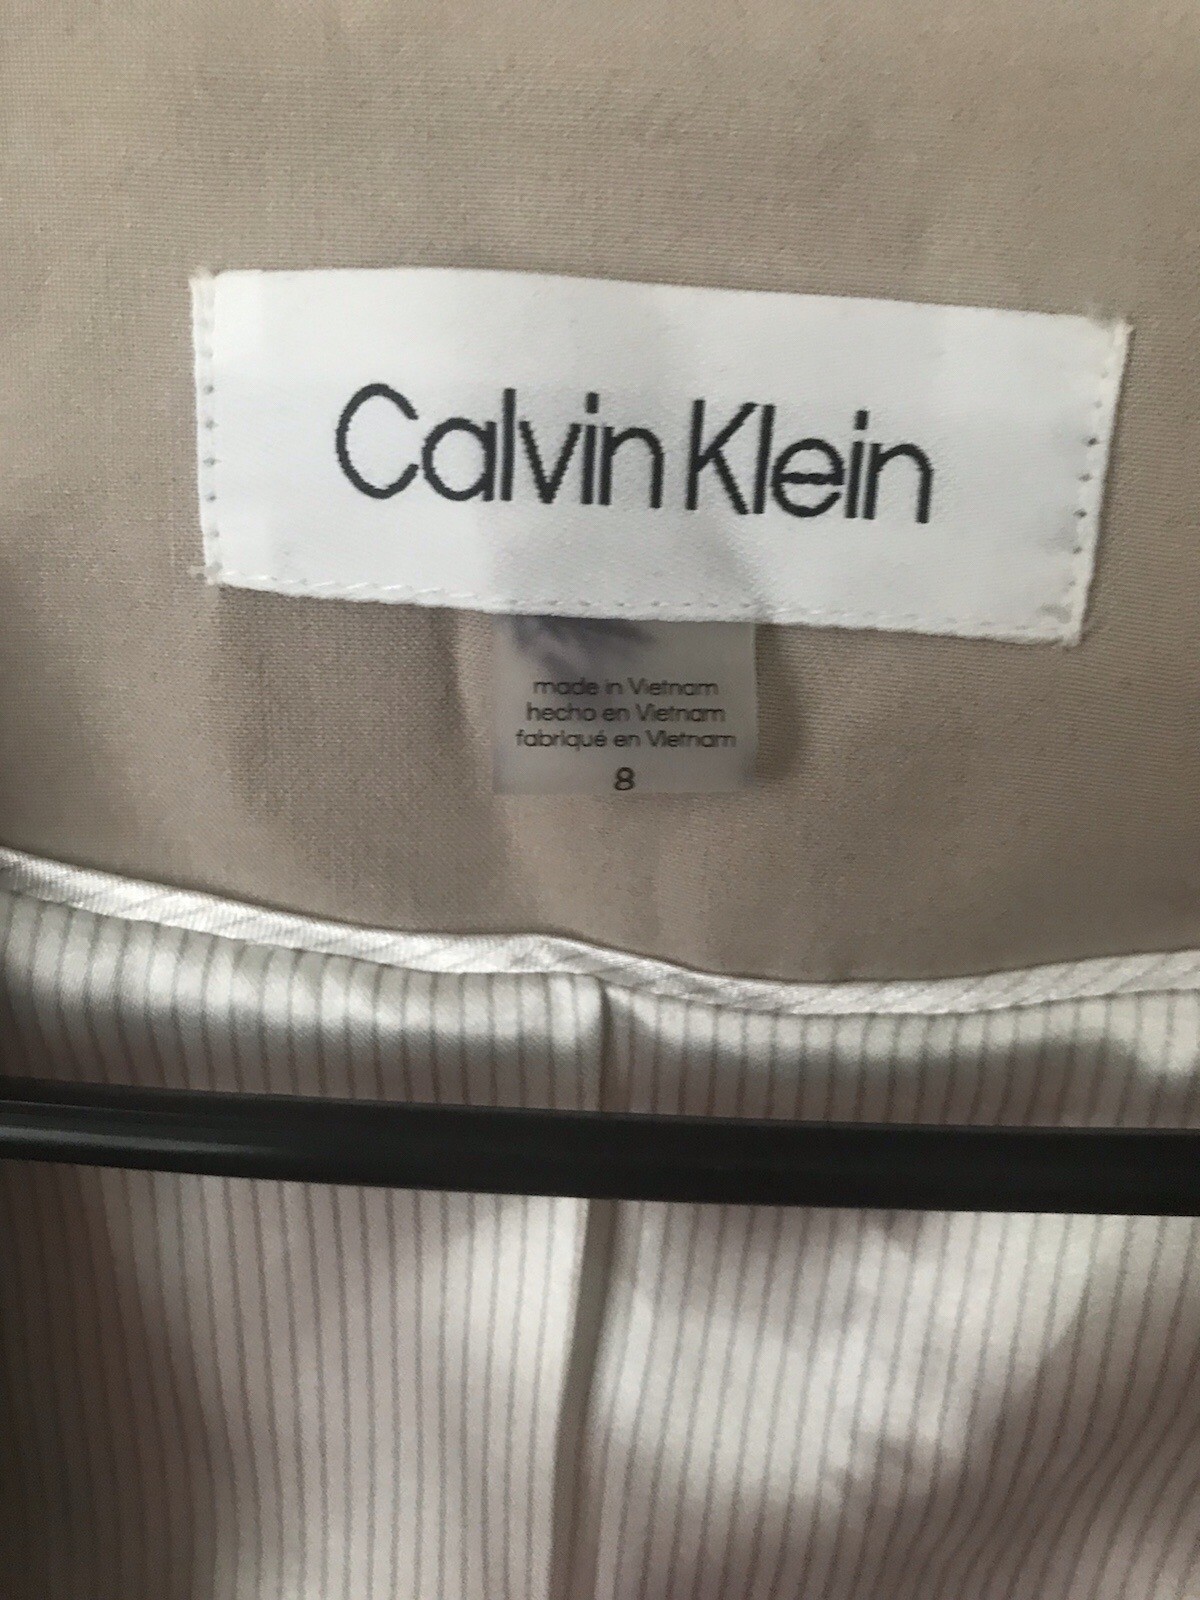 Calvin Klein
made in Vietnam
hecho en Vietnam
fabriqué en Vietnam
8